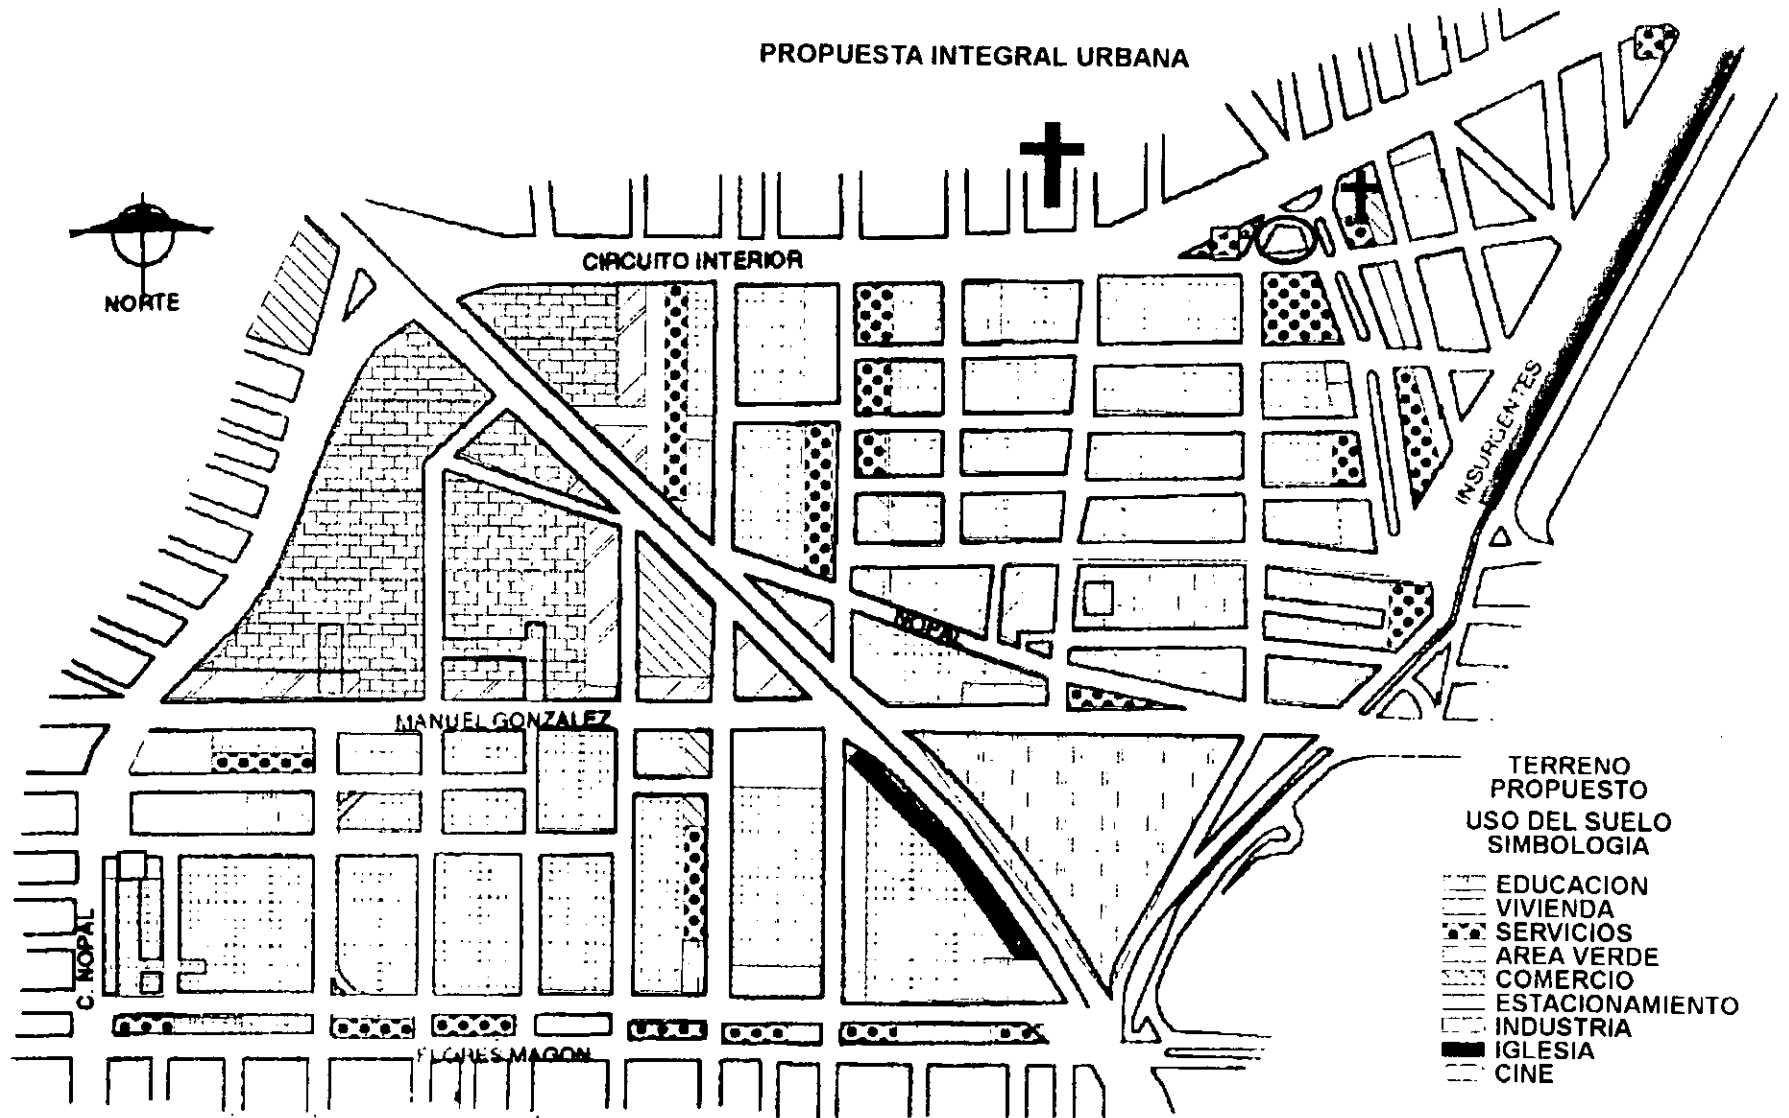 PROPUESTA INTEGRAL URBANA
NORTE
CIRCUITO INTERIOR
INSURGENTES
NOPAL
MANUEL GONZALEZ
C. NOPAL
FLORES MAGON
TERRENO
PROPUESTO
USO DEL SUELO
SIMBOLOGIA
EDUCACION
VIVIENDA
SERVICIOS
AREA VERDE
COMERCIO
ESTACIONAMIENTO
INDUSTRIA
IGLESIA
CINE